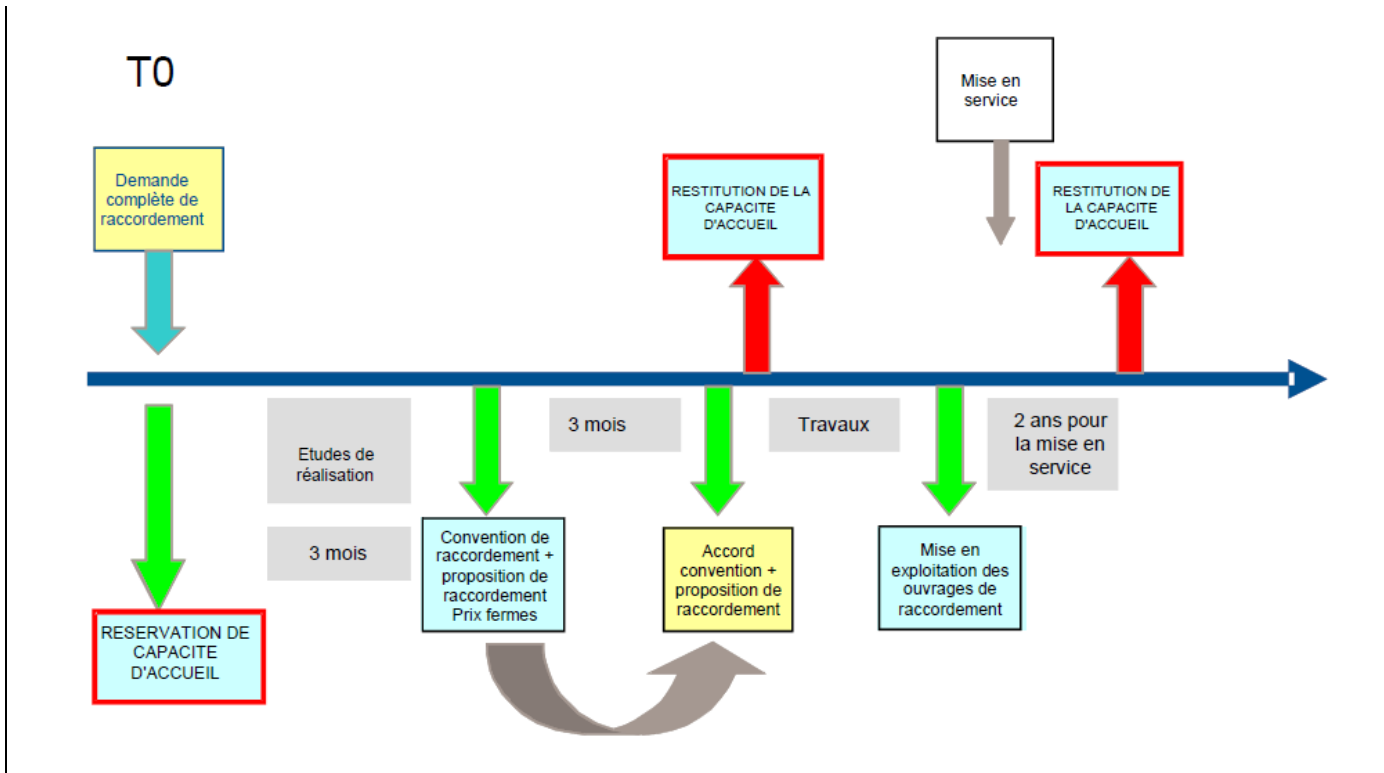 T0
Mise en
service
Demande
complète de
raccordement
RESTITUTION DE LA
CAPACITE
D'ACCUEIL
RESTITUTION DE
LA CAPACITE
D'ACCUEIL
Etudes de
réalisation
3 mois
3 mois
Travaux
2 ans pour
la mise en
service
RESERVATION DE
CAPACITE
D'ACCUEIL
Convention de
raccordement +
proposition de
raccordement
Prix fermes
Accord
convention +
proposition de
raccordement
Mise en
exploitation des
ouvrages de
raccordement